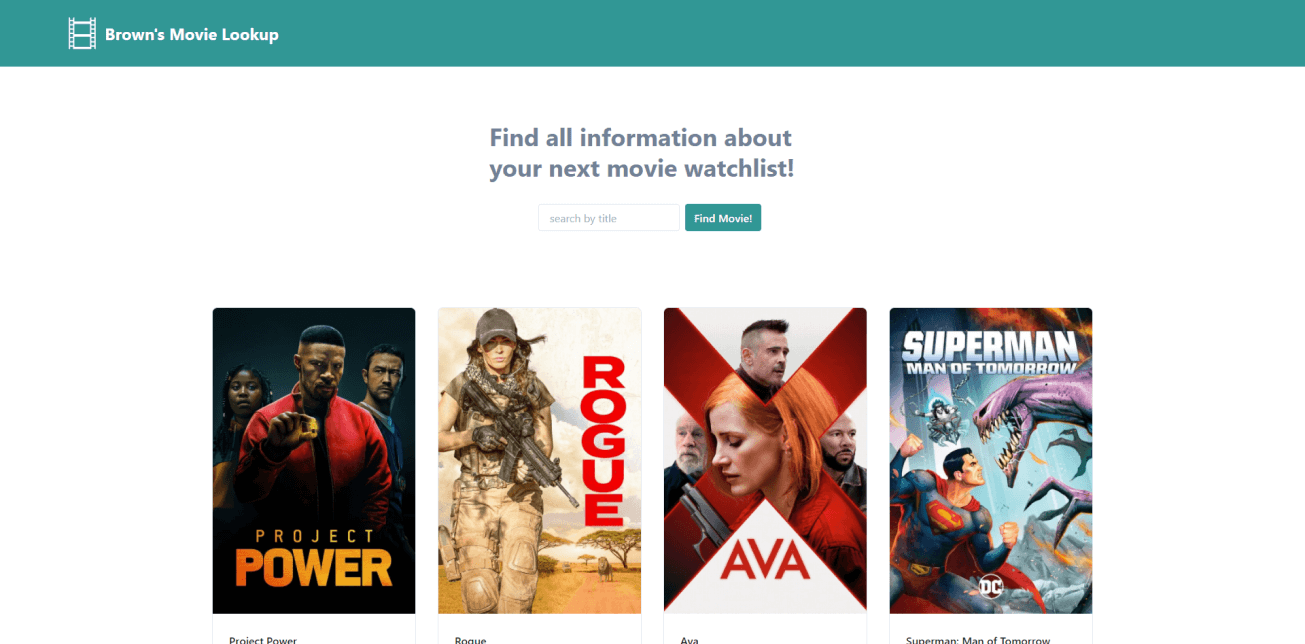 Brown's Movie Lookup
Find all information about
your next movie watchlist!
search by title
Find Movie!
PROJECT
POWER
ROGUE
AVA
SUPERMAN
MAN OF TOMORROW
DC
Project Power
Rogue
Ava
Superman: Man of Tomorrow